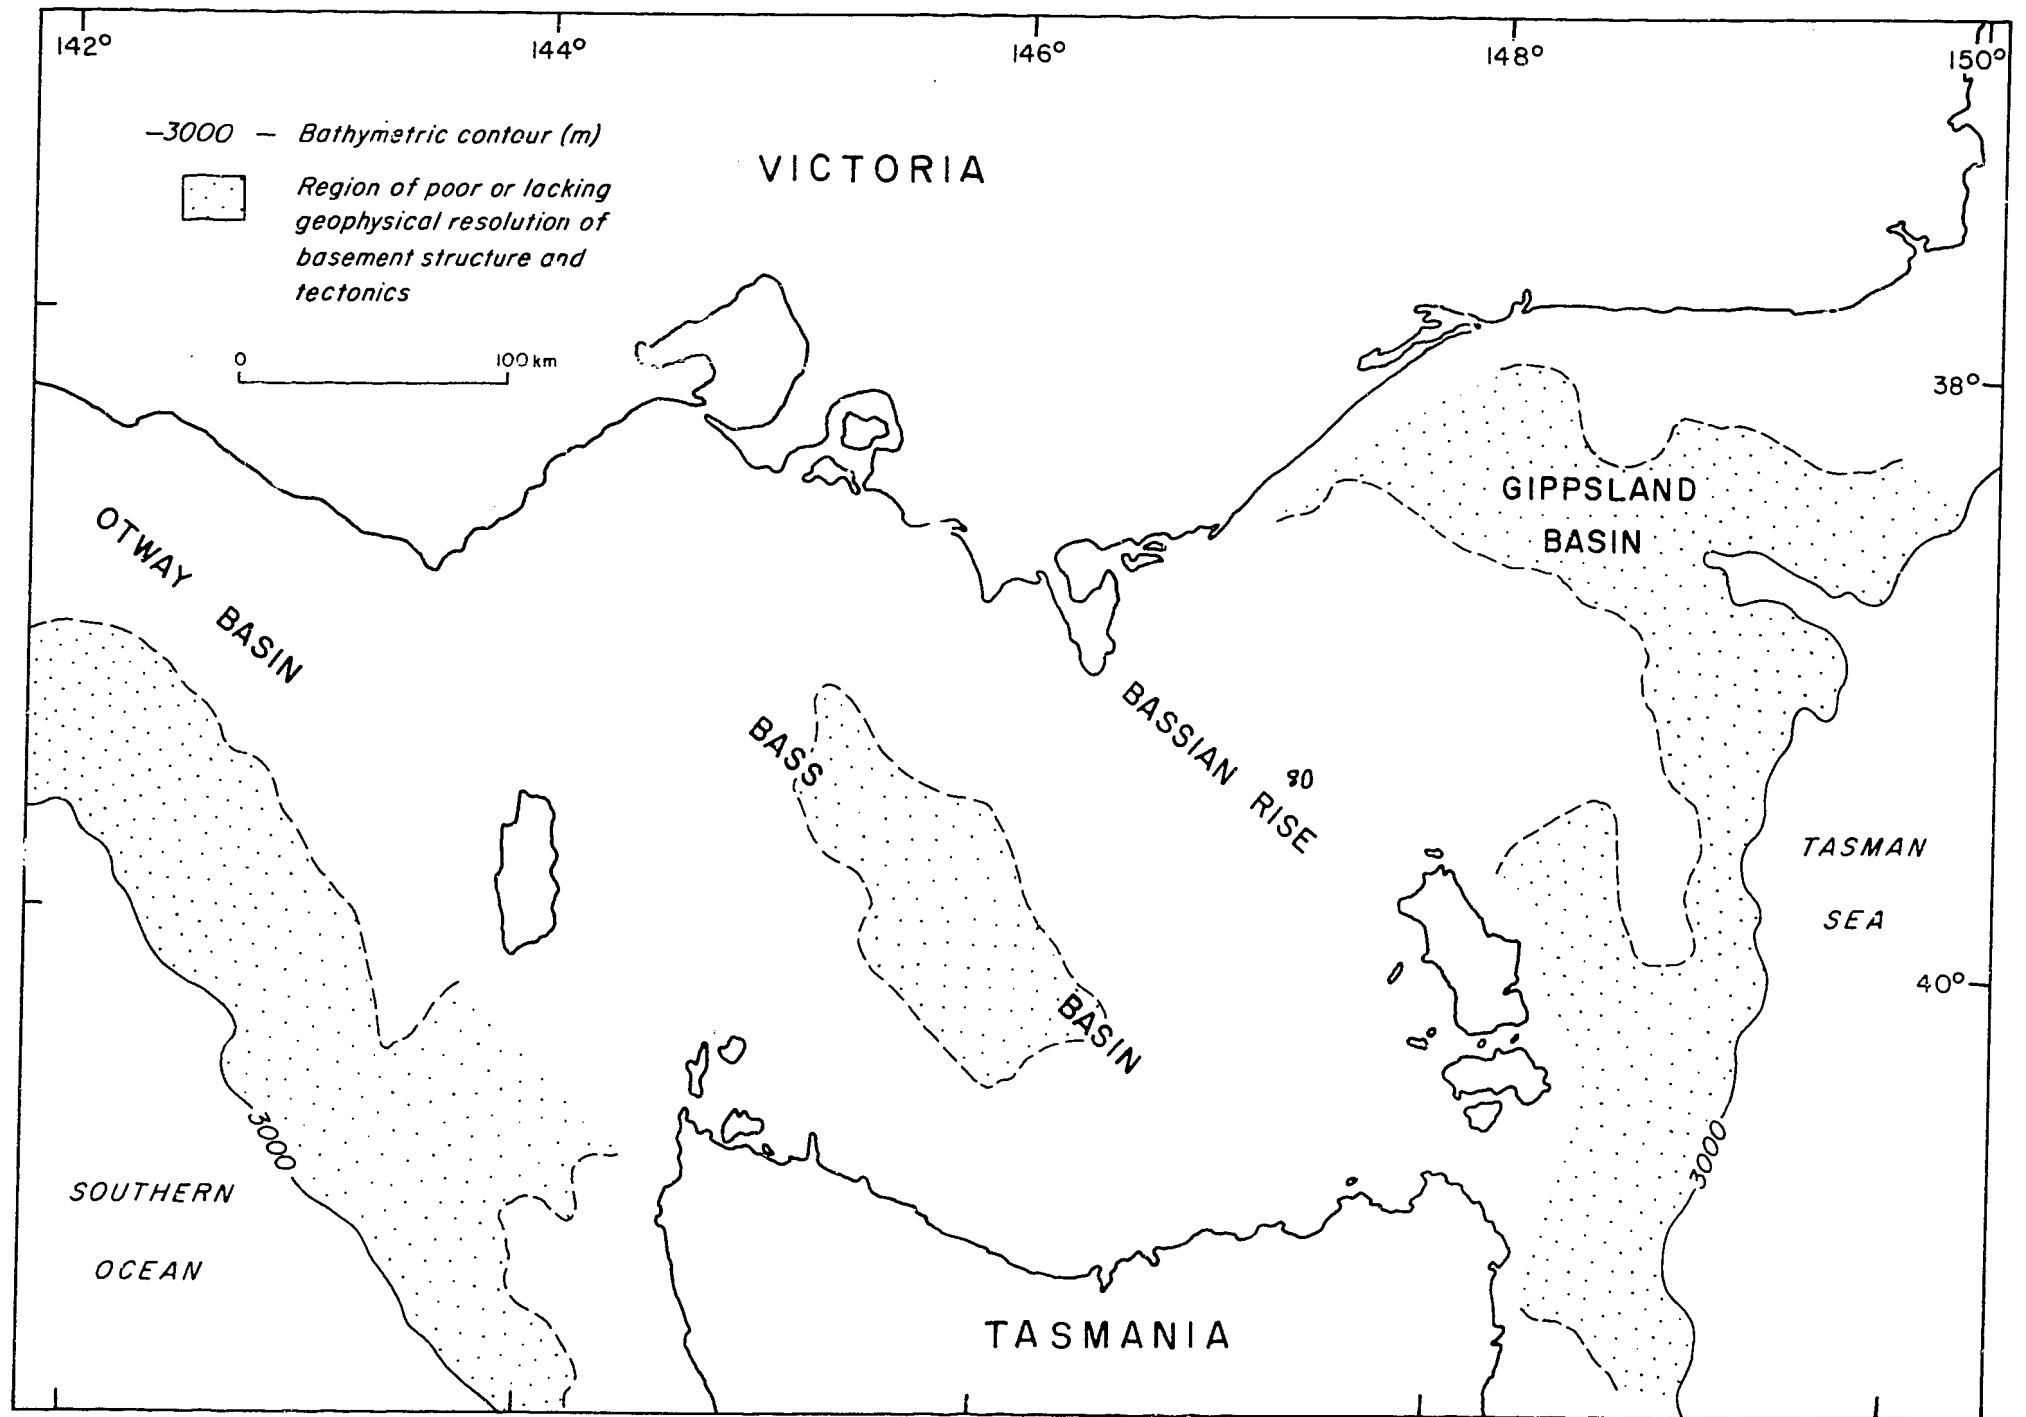 142° 144° 146° 148° 150°
—3000 — Bathymetric contour (m)
Region of poor or lacking
geophysical resolution of
basement structure and
tectonics
0 100 km
VICTORIA
38°
GIPPSLAND
BASIN
OTWAY BASIN
BASS BASIN
BASSIAN RISE
80
TASMAN
SEA
40°
3000
3000
SOUTHERN
OCEAN
TASMANIA